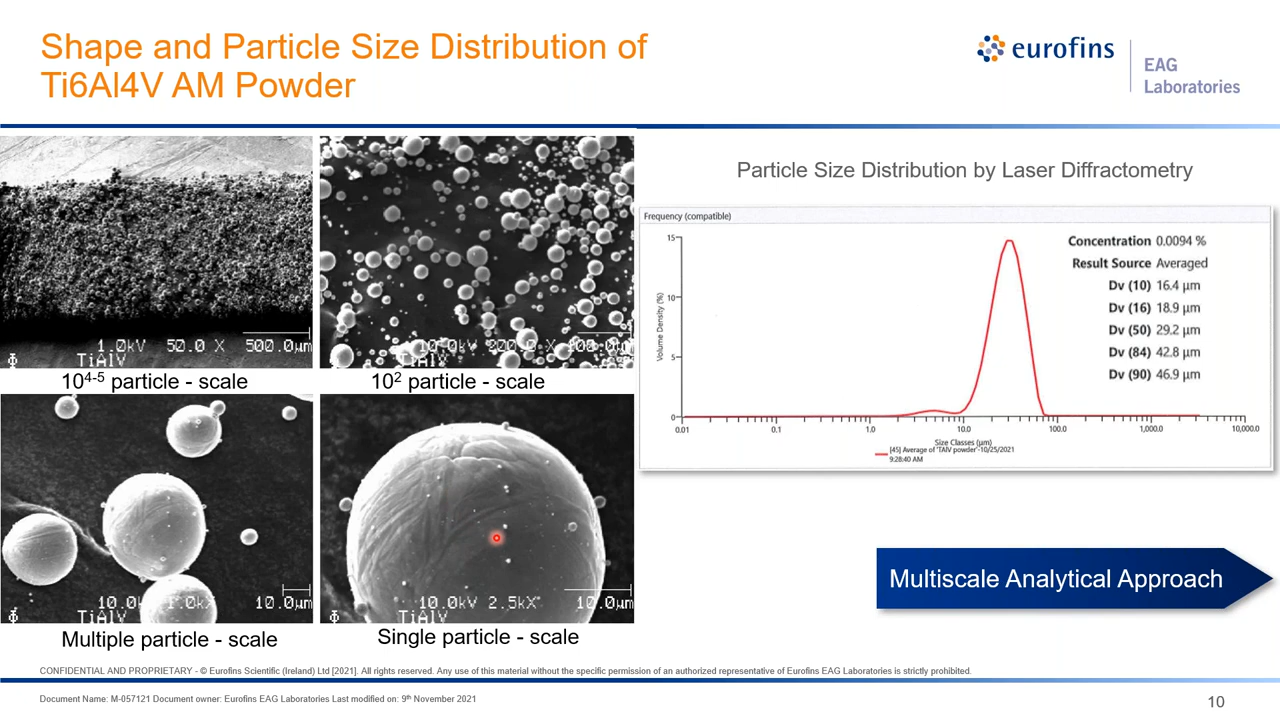 Shape and Particle Size Distribution of
Ti6Al4V AM Powder
eurofins
EAG
Laboratories
1.0kV 50.0 X 500.0µm
TiAlV
10⁴⁻⁵ particle - scale
10.0kV 200.0 X 100.0µm
TiAlV
10² particle - scale
10.0kV 1.0kX 10.0µm
TiAlV
Multiple particle - scale
10.0kV 2.5kX 10.0µm
TiAlV
Single particle - scale
Particle Size Distribution by Laser Diffractometry
Frequency (compatible)
Volume Density (%)
15
10
5
0
0.01 0.1 1.0 10.0 100.0 1,000.0 10,000.0
Size Classes (µm)
[45] Average of 'TAIV powder'-10/25/2021
9:28:40 AM
Concentration 0.0094 %
Result Source Averaged
Dv (10) 16.4 µm
Dv (16) 18.9 µm
Dv (50) 29.2 µm
Dv (84) 42.8 µm
Dv (90) 46.9 µm
Multiscale Analytical Approach
CONFIDENTIAL AND PROPRIETARY - © Eurofins Scientific (Ireland) Ltd [2021]. All rights reserved. Any use of this material without the specific permission of an authorized representative of Eurofins EAG Laboratories is strictly prohibited.
Document Name: M-057121 Document owner: Eurofins EAG Laboratories Last modified on: 9th November 2021
10